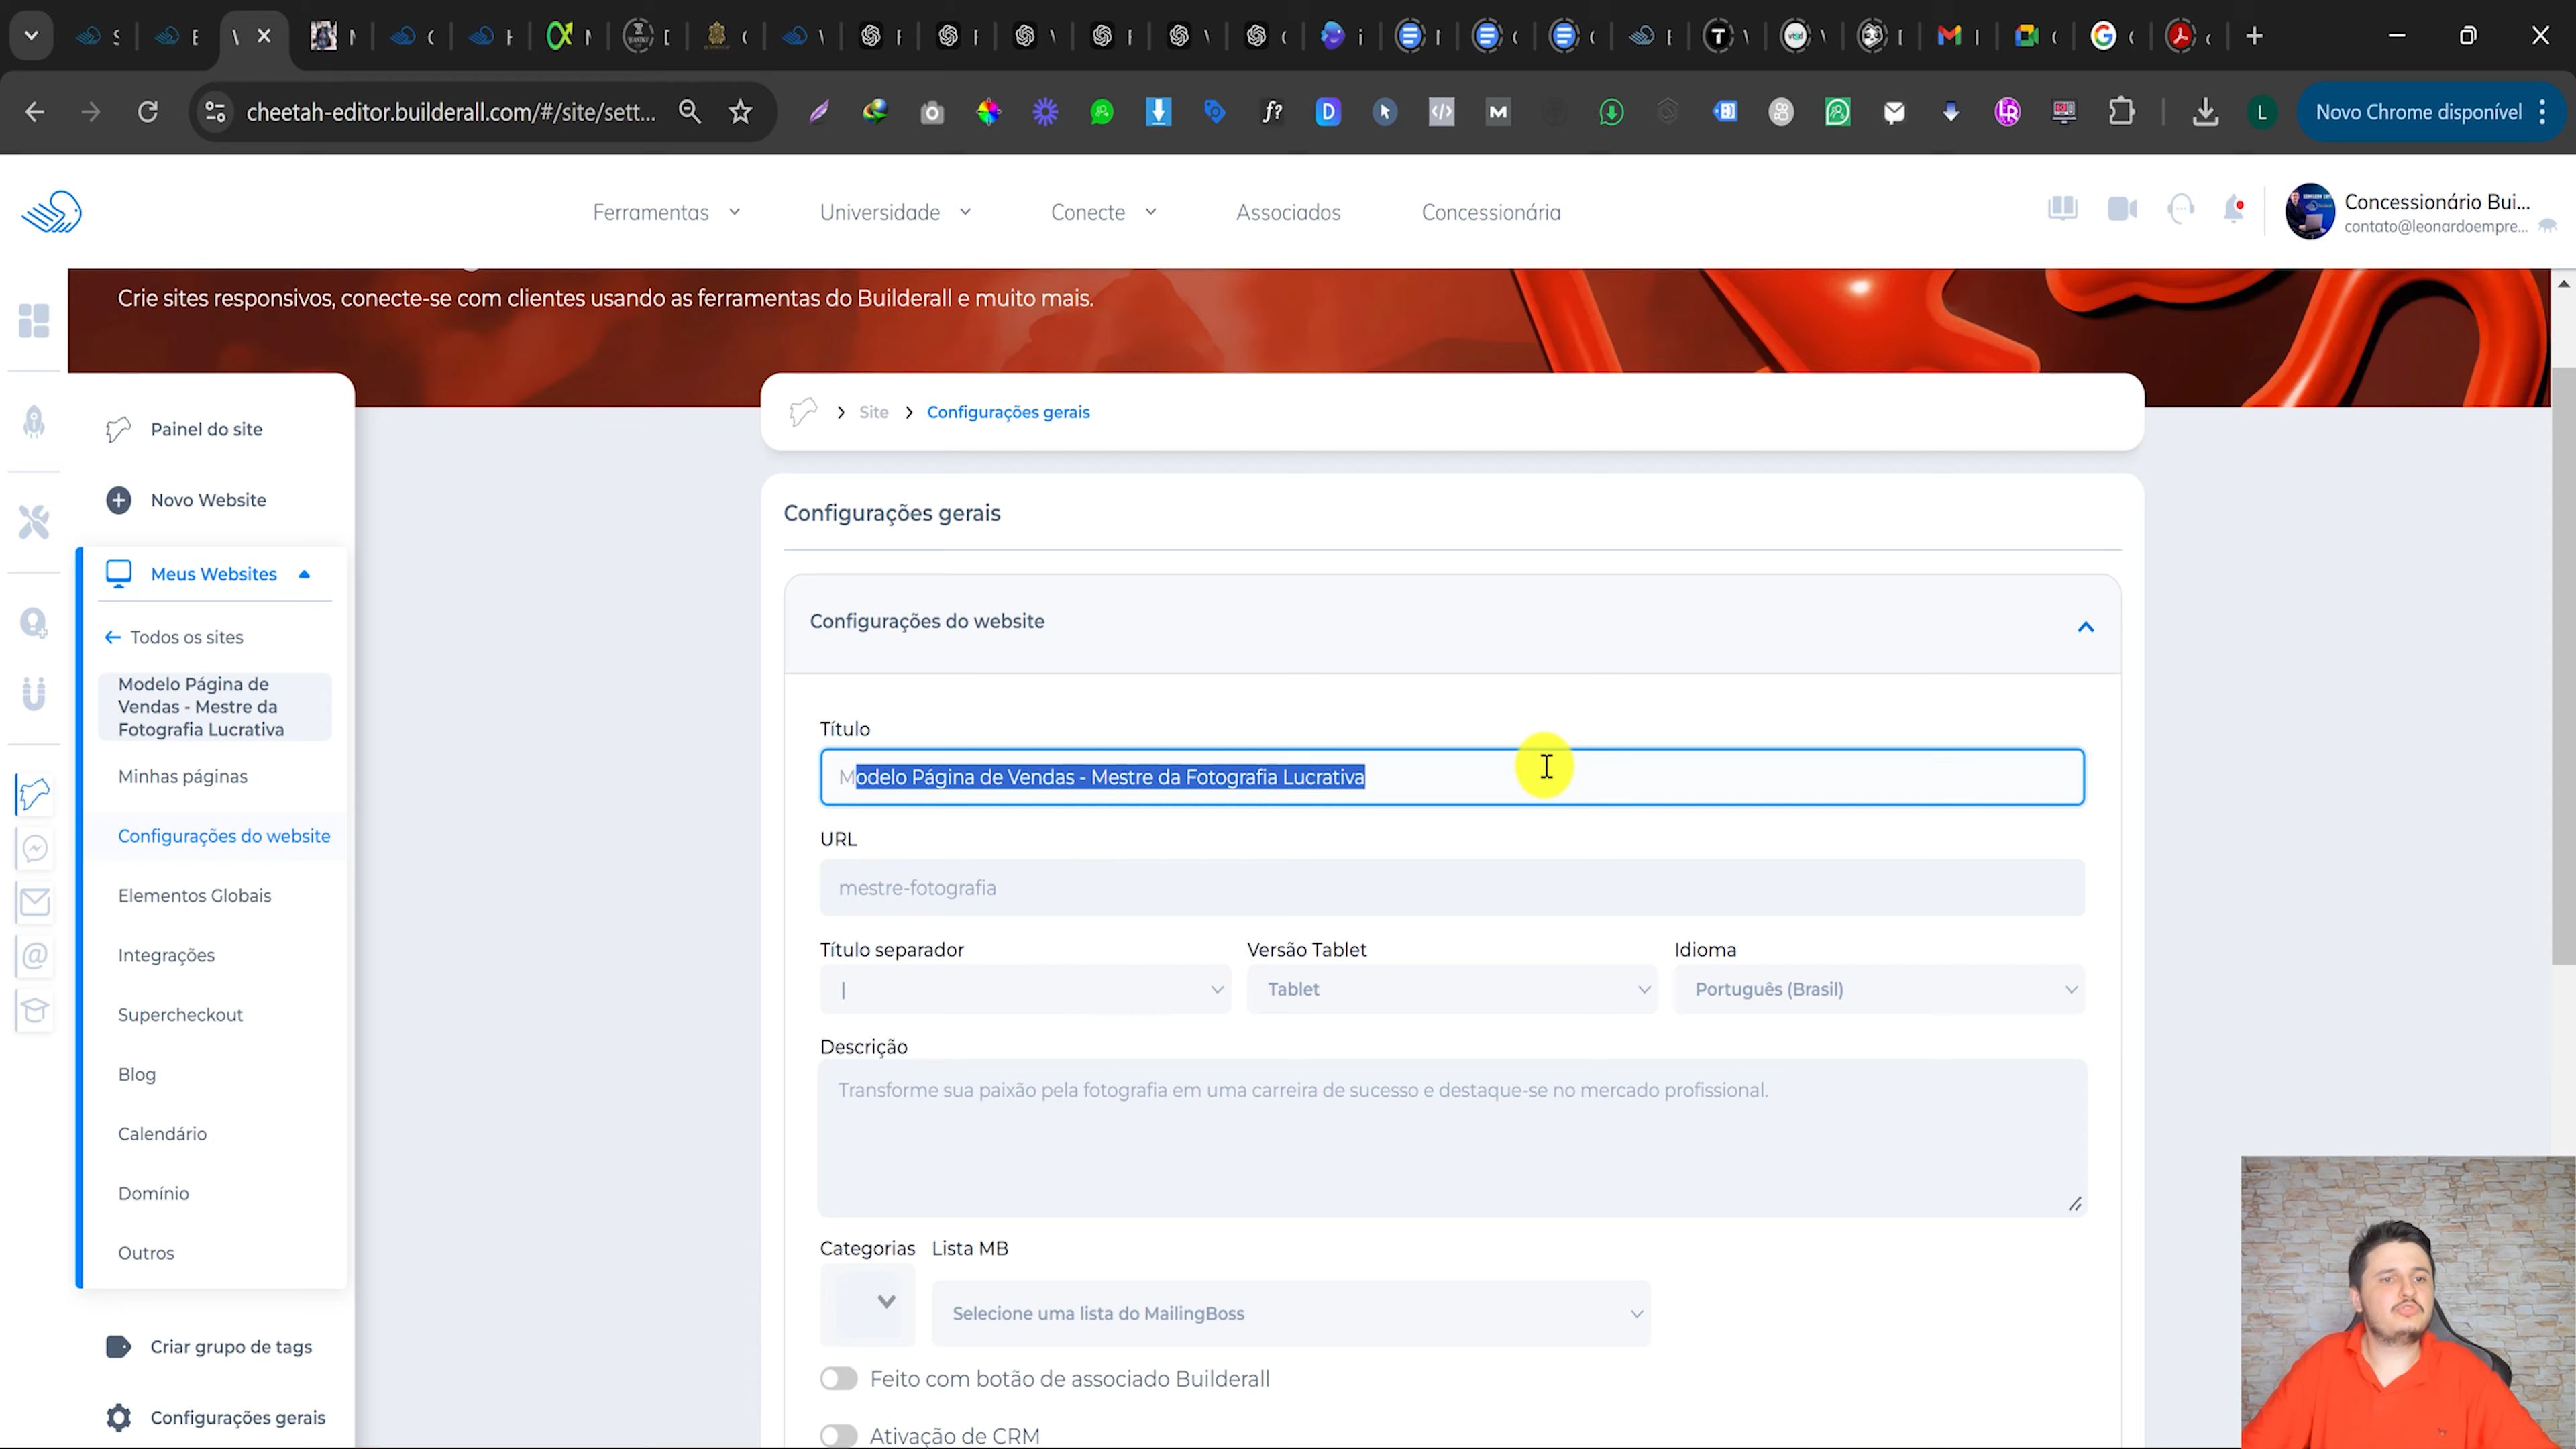 cheetah-editor.builderall.com/#/site/sett...
Novo Chrome disponível
Ferramentas
Universidade
Conecte
Associados
Concessionária
Concessionário Bui...
contato@leonardoempre...
Crie sites responsivos, conecte-se com clientes usando as ferramentas do Builderall e muito mais.
Painel do site
Novo Website
Meus Websites
Todos os sites
Modelo Página de
Vendas - Mestre da
Fotografia Lucrativa
Minhas páginas
Configurações do website
Elementos Globais
Integrações
Supercheckout
Blog
Calendário
Domínio
Outros
Criar grupo de tags
Configurações gerais
Site
Configurações gerais
Configurações gerais
Configurações do website
Título
Modelo Página de Vendas - Mestre da Fotografia Lucrativa
URL
mestre-fotografia
Título separador
Versão Tablet
Idioma
|
Tablet
Português (Brasil)
Descrição
Transforme sua paixão pela fotografia em uma carreira de sucesso e destaque-se no mercado profissional.
Categorias
Lista MB
Selecione uma lista do MailingBoss
Feito com botão de associado Builderall
Ativação de CRM